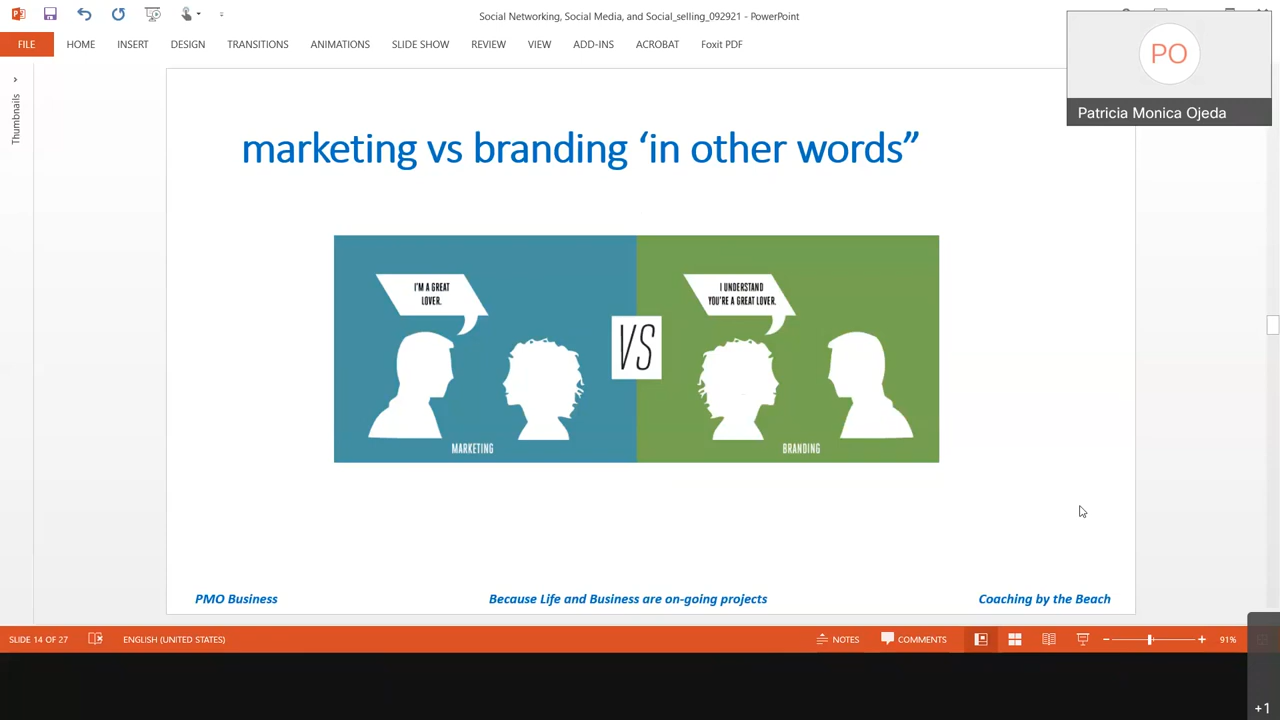 Social Networking, Social Media, and Social_selling_092921 - PowerPoint
FILE HOME INSERT DESIGN TRANSITIONS ANIMATIONS SLIDE SHOW REVIEW VIEW ADD-INS ACROBAT Foxit PDF
PO
Patricia Monica Ojeda
Thumbnails
marketing vs branding ‘in other words”
I'M A GREAT
LOVER.
VS
I UNDERSTAND
YOU'RE A GREAT LOVER.
MARKETING
BRANDING
PMO Business Because Life and Business are on-going projects Coaching by the Beach
SLIDE 14 OF 27 ENGLISH (UNITED STATES) NOTES COMMENTS 91%
+1